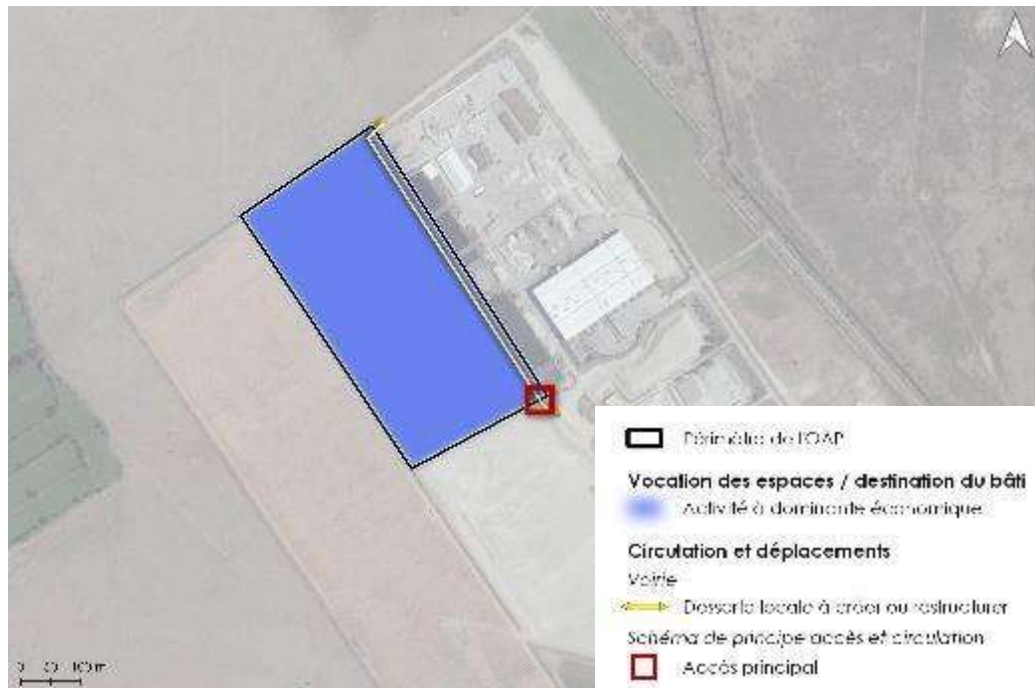 Périmètre de l'OAP
Vocation des espaces / destination du bâti
Activité à dominante économique
Circulation et déplacements
Voirie
Desserte locale à créer ou restructurer
Schéma de principe accès et circulation
Accès principal